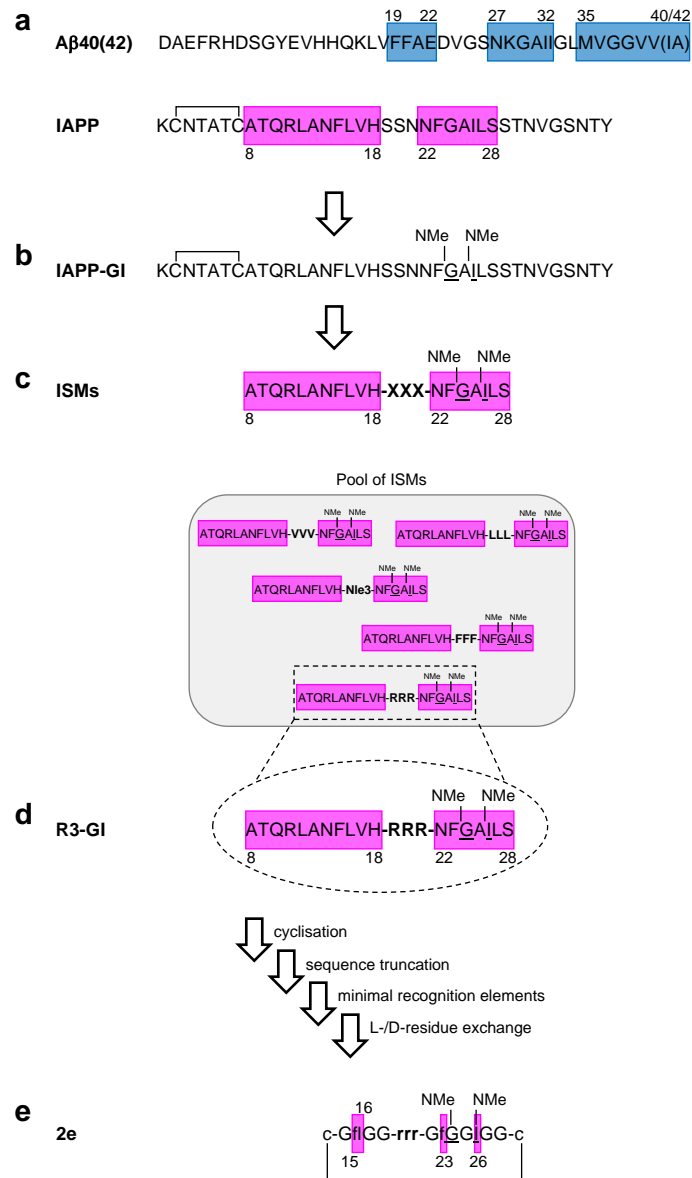 a
19 22 27 32 35 40/42
Aβ40(42) DAEFRHDSGYEVHHQKLVFFAEDVGSNKGAIIGLMVGGVV(IA)
IAPP KCNTATCATQRLANFLVHSSNNFGAILSSTNVGSNTY
8 18 22 28
b
NMe NMe
IAPP-GI KCNTATCATQRLANFLVHSSNNFGAILSSTNVGSNTY
c
NMe NMe
ISMs ATQRLANFLVH-XXX-NFGAILS
8 18 22 28
Pool of ISMs
NMe NMe NMe NMe
ATQRLANFLVH-VVV-NFGAILS ATQRLANFLVH-LLL-NFGAILS
NMe NMe
ATQRLANFLVH-Nle3-NFGAILS
NMe NMe
ATQRLANFLVH-FFF-NFGAILS
NMe NMe
ATQRLANFLVH-RRR-NFGAILS
d
NMe NMe
R3-GI ATQRLANFLVH-RRR-NFGAILS
8 18 22 28
cyclisation
sequence truncation
minimal recognition elements
L-/D-residue exchange
e
16 NMe NMe
2e c-GflGG-rrr-GfGGIGG-c
15 23 26